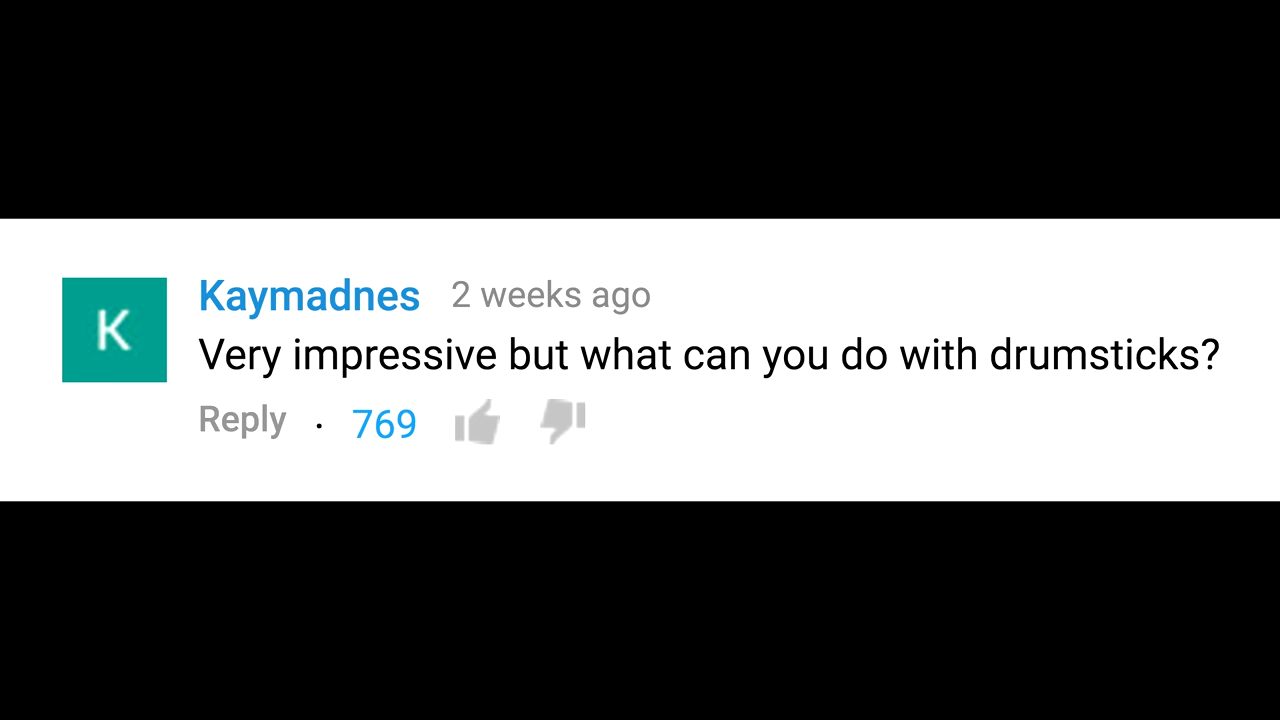 K
Kaymadnes 2 weeks ago
Very impressive but what can you do with drumsticks?
Reply · 769